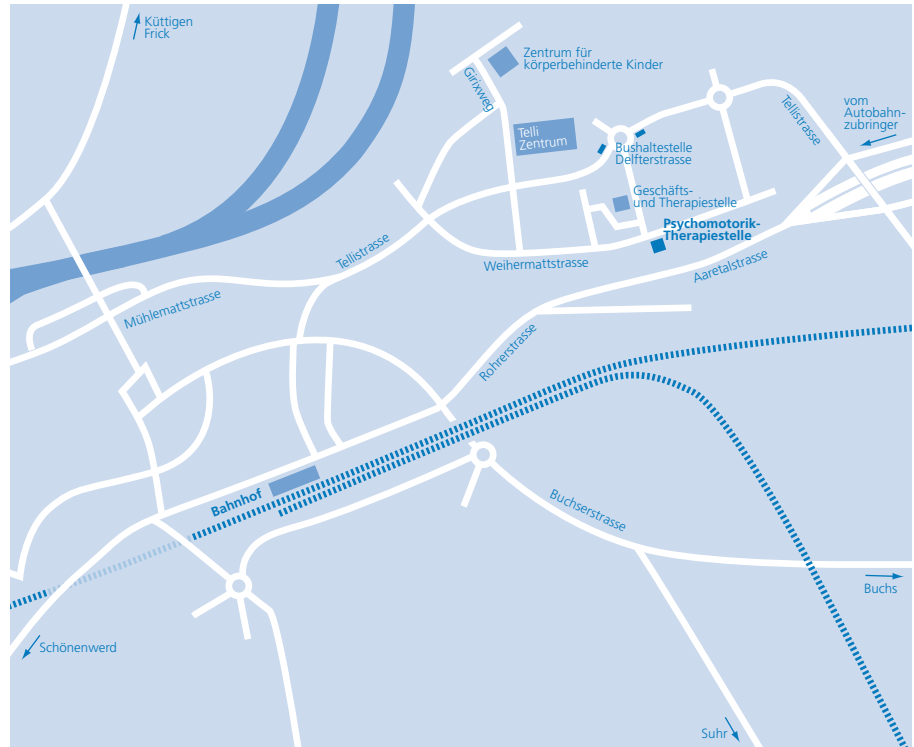 Küttigen
Frick
Zentrum für
körperbehinderte Kinder
Girixweg
Telli
Zentrum
Tellistrasse
vom
Autobahn-
zubringer
Bushaltestelle
Delfterstrasse
Geschäfts-
und Therapiestelle
Psychomotorik-
Therapiestelle
Tellistrasse
Weihermattstrasse
Aaretalstrasse
Mühlemattstrasse
Rohrerstrasse
Bahnhof
Buchserstrasse
Buchs
Schönenwerd
Suhr